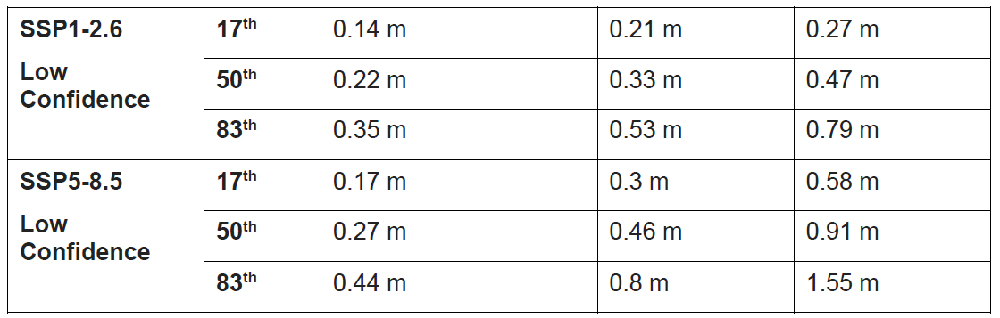 SSP1-2.6 17th 0.14 m 0.21 m 0.27 m
Low
Confidence
50th 0.22 m 0.33 m 0.47 m
83th 0.35 m 0.53 m 0.79 m
SSP5-8.5 17th 0.17 m 0.3 m 0.58 m
Low
Confidence
50th 0.27 m 0.46 m 0.91 m
83th 0.44 m 0.8 m 1.55 m